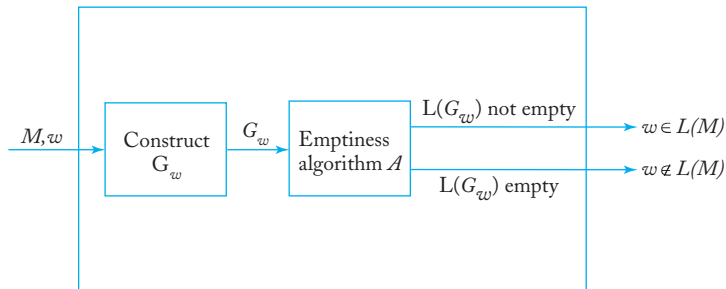 M, w
Construct
G_w
G_w
Emptiness
algorithm A
L(G_w) not empty
w ∈ L(M)
L(G_w) empty
w ∉ L(M)